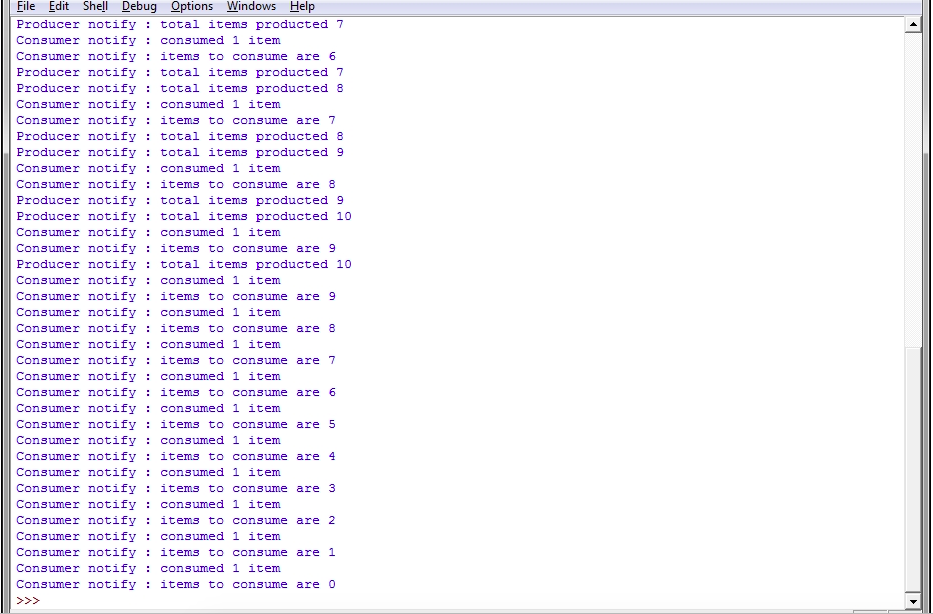 File Edit Shell Debug Options Windows Help
Producer notify : total items producted 7
Consumer notify : consumed 1 item
Consumer notify : items to consume are 6
Producer notify : total items producted 7
Producer notify : total items producted 8
Consumer notify : consumed 1 item
Consumer notify : items to consume are 7
Producer notify : total items producted 8
Producer notify : total items producted 9
Consumer notify : consumed 1 item
Consumer notify : items to consume are 8
Producer notify : total items producted 9
Producer notify : total items producted 10
Consumer notify : consumed 1 item
Consumer notify : items to consume are 9
Producer notify : total items producted 10
Consumer notify : consumed 1 item
Consumer notify : items to consume are 9
Consumer notify : consumed 1 item
Consumer notify : items to consume are 8
Consumer notify : consumed 1 item
Consumer notify : items to consume are 7
Consumer notify : consumed 1 item
Consumer notify : items to consume are 6
Consumer notify : consumed 1 item
Consumer notify : items to consume are 5
Consumer notify : consumed 1 item
Consumer notify : items to consume are 4
Consumer notify : consumed 1 item
Consumer notify : items to consume are 3
Consumer notify : consumed 1 item
Consumer notify : items to consume are 2
Consumer notify : consumed 1 item
Consumer notify : items to consume are 1
Consumer notify : consumed 1 item
Consumer notify : items to consume are 0
>>>